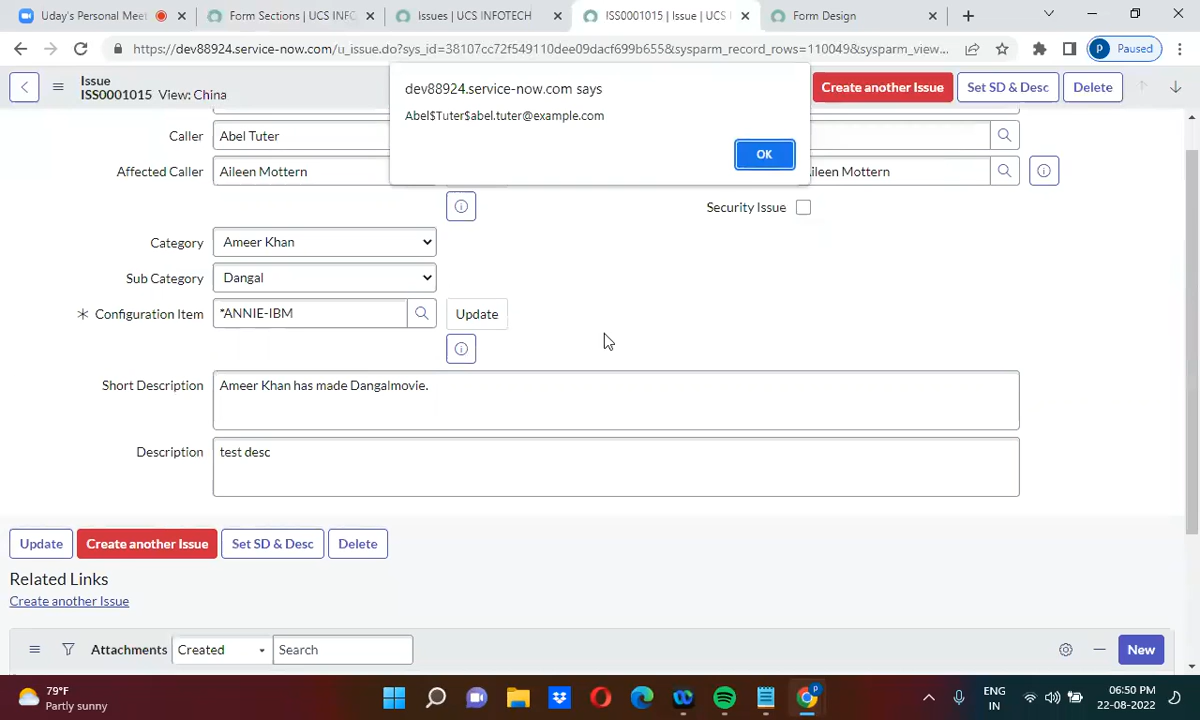 Uday's Personal Meet
Form Sections | UCS INFO
Issues | UCS INFOTECH
ISS0001015 | Issue | UCS
Form Design
https://dev88924.service-now.com/u_issue.do?sys_id=38107cc72f549110dee09dacf699b655&sysparm_record_rows=110049&sysparm_view...
P Paused
Issue
ISS0001015 View: China
Create another Issue
Set SD & Desc
Delete
dev88924.service-now.com says
Abel$Tuter$abel.tuter@example.com
OK
Caller
Abel Tuter
Affected Caller
Aileen Mottern
ileen Mottern
Security Issue
Category
Ameer Khan
Sub Category
Dangal
Configuration Item
*ANNIE-IBM
Update
Short Description
Ameer Khan has made Dangalmovie.
Description
test desc
Update
Create another Issue
Set SD & Desc
Delete
Related Links
Create another Issue
Attachments
Created
Search
New
79°F
Partly sunny
ENG
IN
06:50 PM
22-08-2022